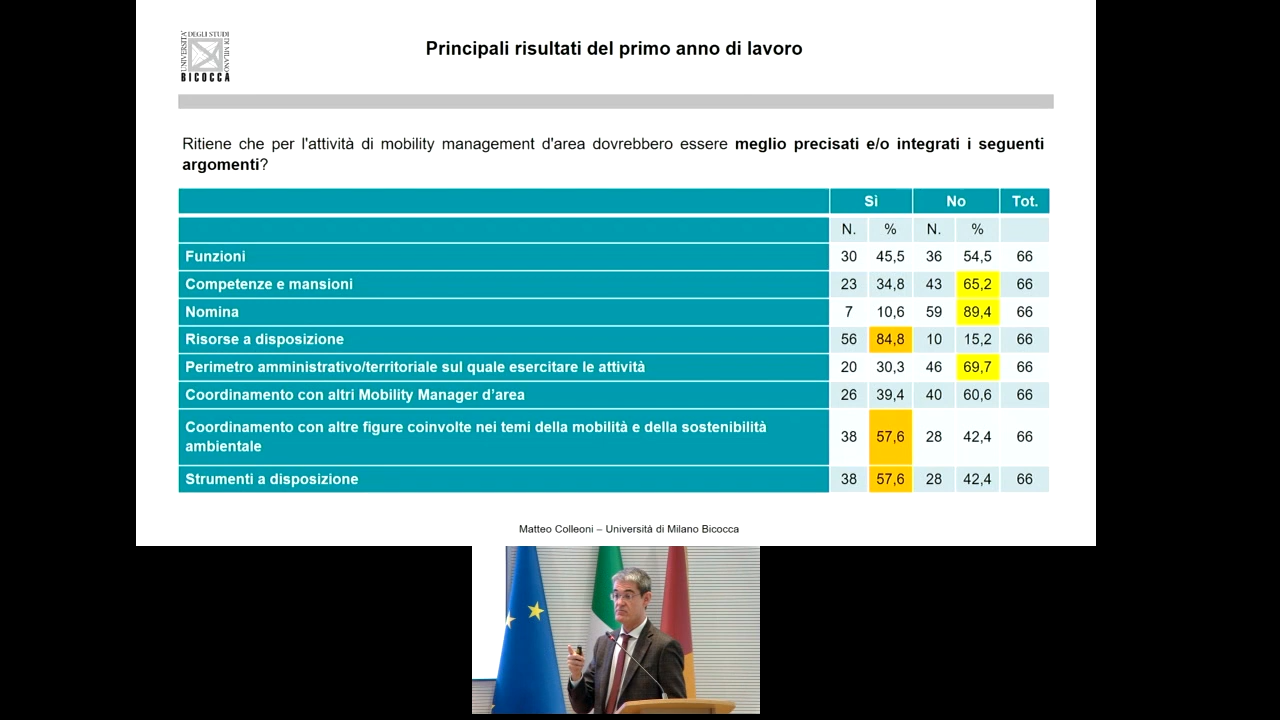 UNIVERSITA' DEGLI STUDI DI MILANO
BICOCCA
Principali risultati del primo anno di lavoro
Ritiene che per l'attività di mobility management d'area dovrebbero essere meglio precisati e/o integrati i seguenti
argomenti?
Sì No Tot.
N. % N. %
Funzioni 30 45,5 36 54,5 66
Competenze e mansioni 23 34,8 43 65,2 66
Nomina 7 10,6 59 89,4 66
Risorse a disposizione 56 84,8 10 15,2 66
Perimetro amministrativo/territoriale sul quale esercitare le attività 20 30,3 46 69,7 66
Coordinamento con altri Mobility Manager d'area 26 39,4 40 60,6 66
Coordinamento con altre figure coinvolte nei temi della mobilità e della sostenibilità
ambientale 38 57,6 28 42,4 66
Strumenti a disposizione 38 57,6 28 42,4 66
Matteo Colleoni – Università di Milano Bicocca